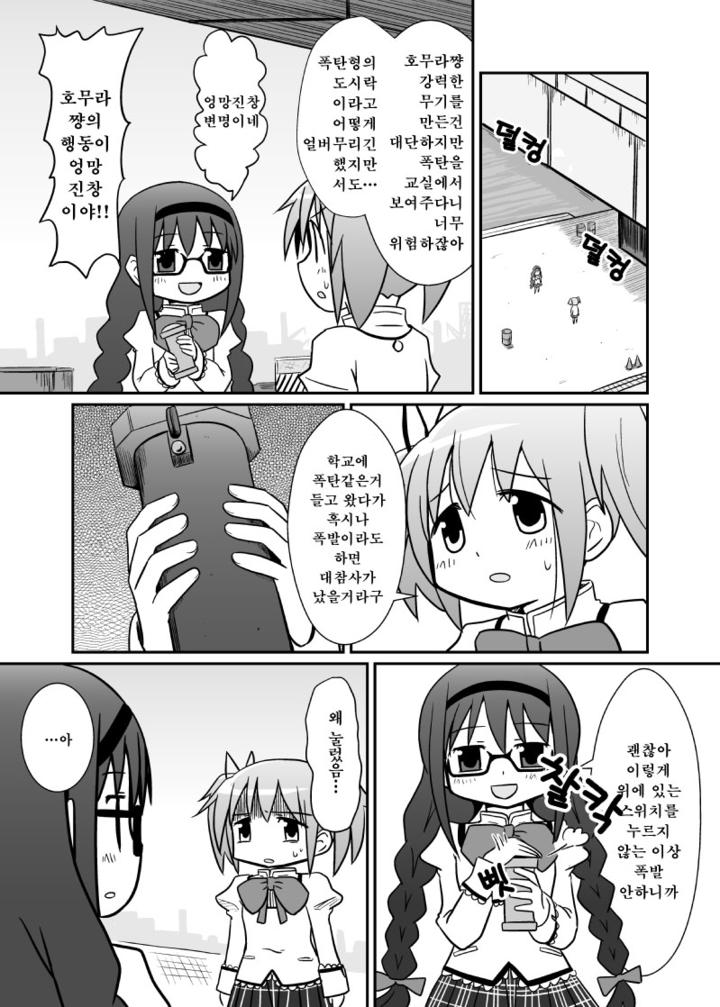 덜컹
덜컹
호무라쨩
강력한
무기를
만든건
대단하지만
폭탄을
교실에서
보여주다니
너무
위험하잖아
폭탄형의
도시락
이라고
어떻게
얼버무리긴
했지만
서도…
엉망진창
변명이네
호무라
쨩의
행동이
엉망
진창
이야!!
학교에
폭탄같은거
들고 왔다가
혹시나
폭발이라도
하면
대참사가
났을거라구
괜찮아
이렇게
위에 있는
스위치를
누르지
않는 이상
폭발
안하니까
찰칵
삣
왜
눌렀음…
…아